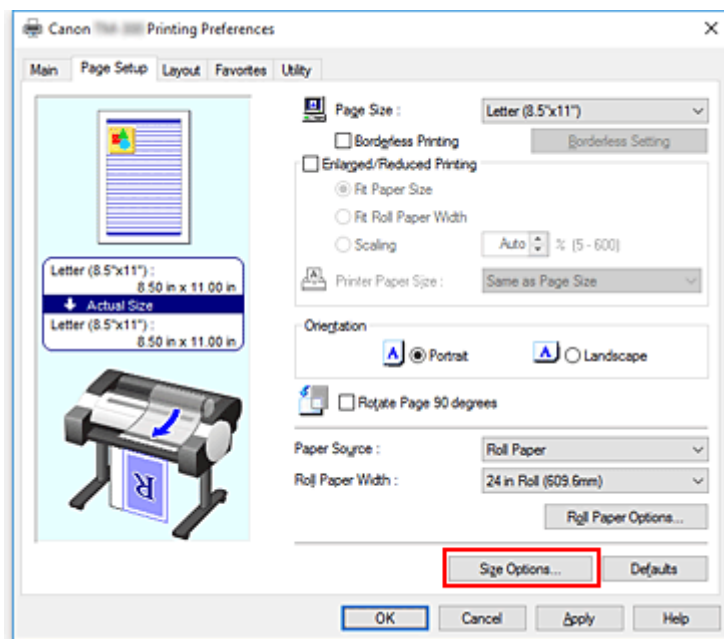 Canon Printing Preferences
Main Page Setup Layout Favorites Utility
Page Size : Letter (8.5"x11")
Borderless Printing Borderless Setting
Enlarged/Reduced Printing
Fit Paper Size
Fit Roll Paper Width
Scaling Auto % (5 - 600)
Printer Paper Size : Same as Page Size
Letter (8.5"x11") :
8.50 in x 11.00 in
Actual Size
Letter (8.5"x11") :
8.50 in x 11.00 in
Orientation
A Portrait A Landscape
Rotate Page 90 degrees
Paper Source : Roll Paper
Roll Paper Width : 24 in Roll (609.6mm)
Roll Paper Options...
R
Size Options... Defaults
OK Cancel Apply Help